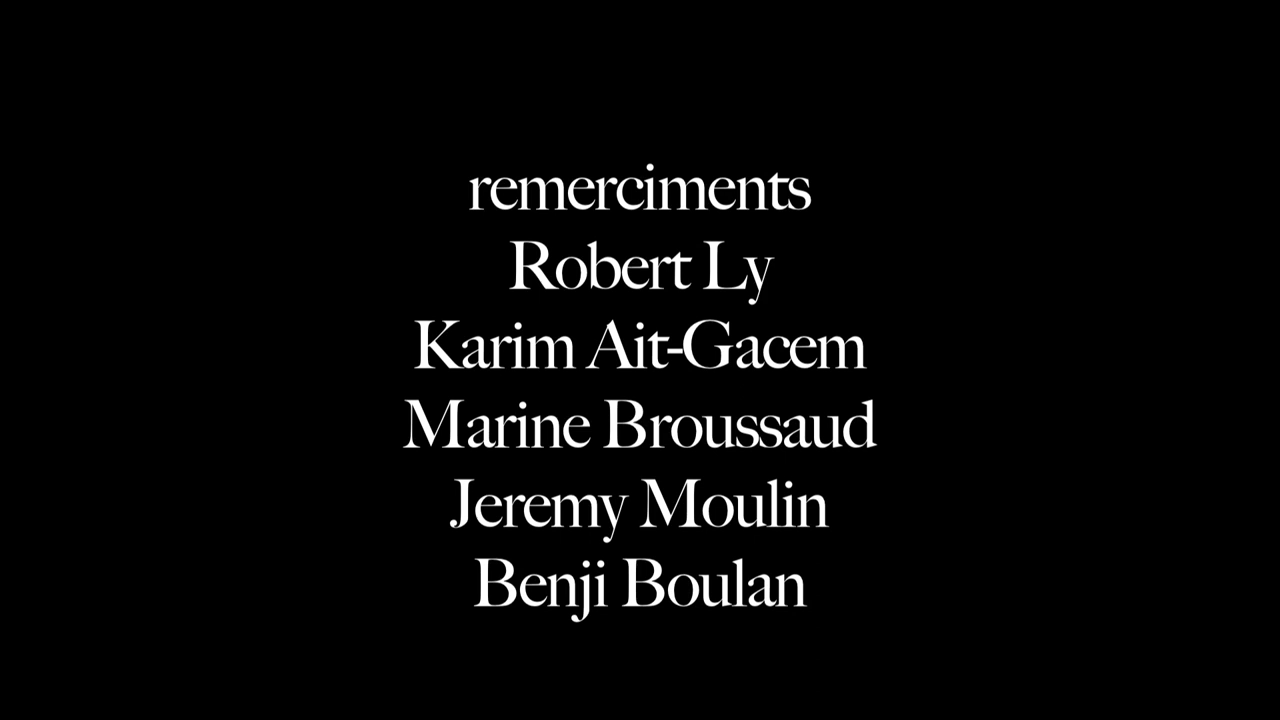 remerciments
Robert Ly
Karim Ait-Gacem
Marine Broussaud
Jeremy Moulin
Benji Boulan